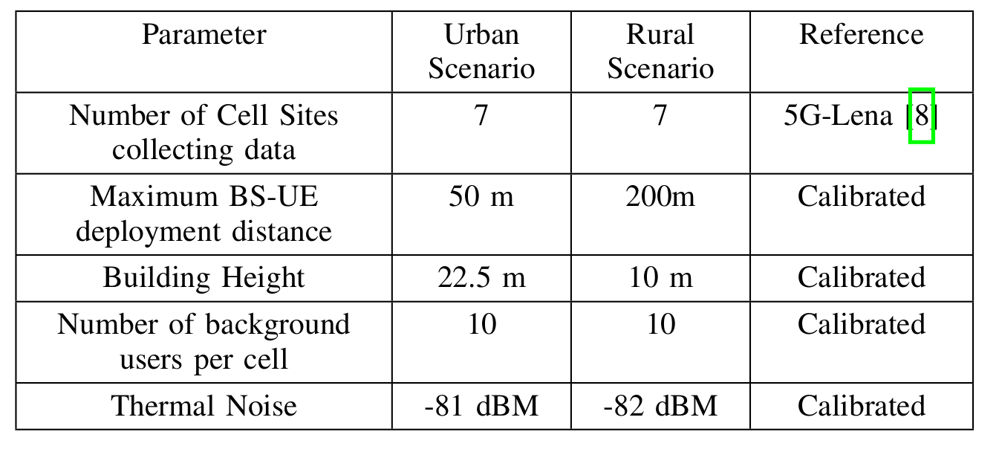 Parameter Urban Scenario Rural Scenario Reference
Number of Cell Sites collecting data 7 7 5G-Lena [8]
Maximum BS-UE deployment distance 50 m 200m Calibrated
Building Height 22.5 m 10 m Calibrated
Number of background users per cell 10 10 Calibrated
Thermal Noise -81 dBM -82 dBM Calibrated